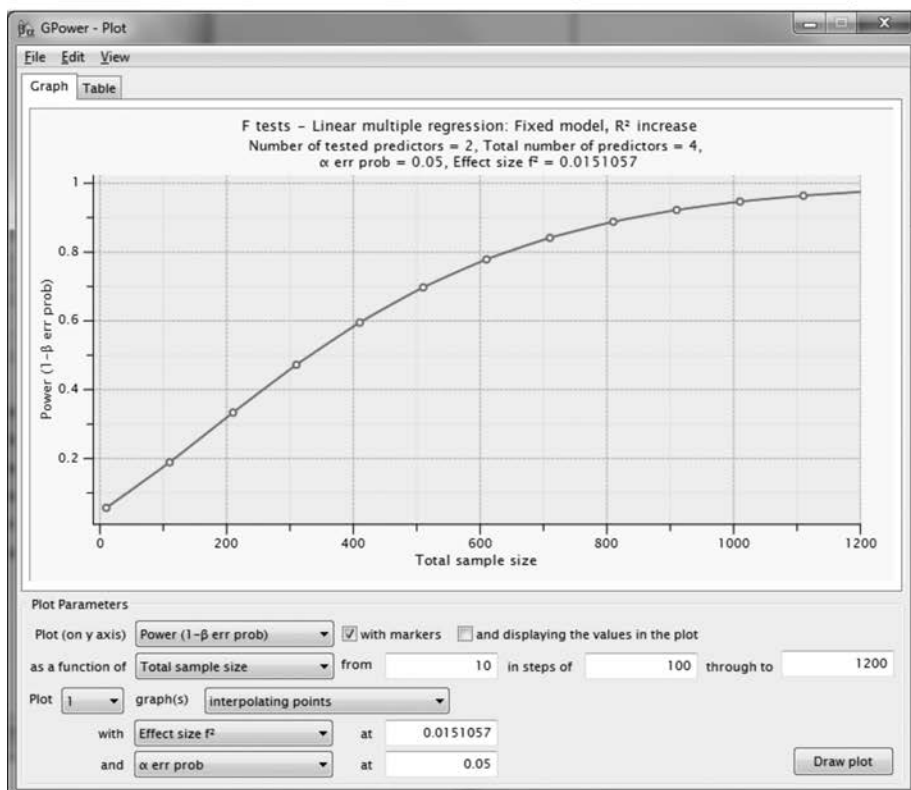 βα GPower - Plot
File Edit View
Graph Table
F tests - Linear multiple regression: Fixed model, R² increase
Number of tested predictors = 2, Total number of predictors = 4,
α err prob = 0.05, Effect size f² = 0.0151057
Power (1-β err prob)
1
0.8
0.6
0.4
0.2
0 200 400 600 800 1000 1200
Total sample size
Plot Parameters
Plot (on y axis) Power (1-β err prob) with markers and displaying the values in the plot
as a function of Total sample size from 10 in steps of 100 through to 1200
Plot 1 graph(s) interpolating points
with Effect size f² at 0.0151057
and α err prob at 0.05
Draw plot